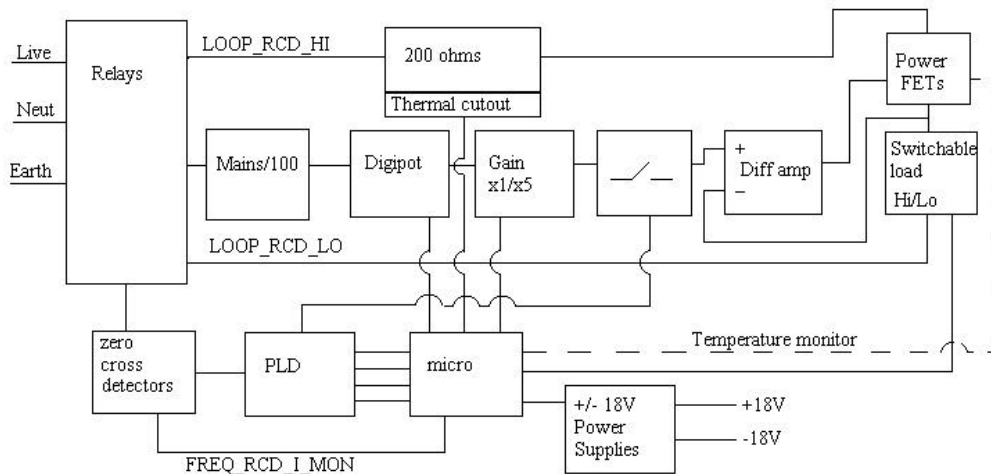 Live
Neut
Earth
Relays
LOOP_RCD_HI
200 ohms
Thermal cutout
Power
FETs
Mains/100
Digipot
Gain
x1/x5
+
Diff amp
−
Switchable
load
Hi/Lo
LOOP_RCD_LO
zero
cross
detectors
PLD
micro
Temperature monitor
+/- 18V
Power
Supplies
+18V
-18V
FREQ_RCD_I_MON